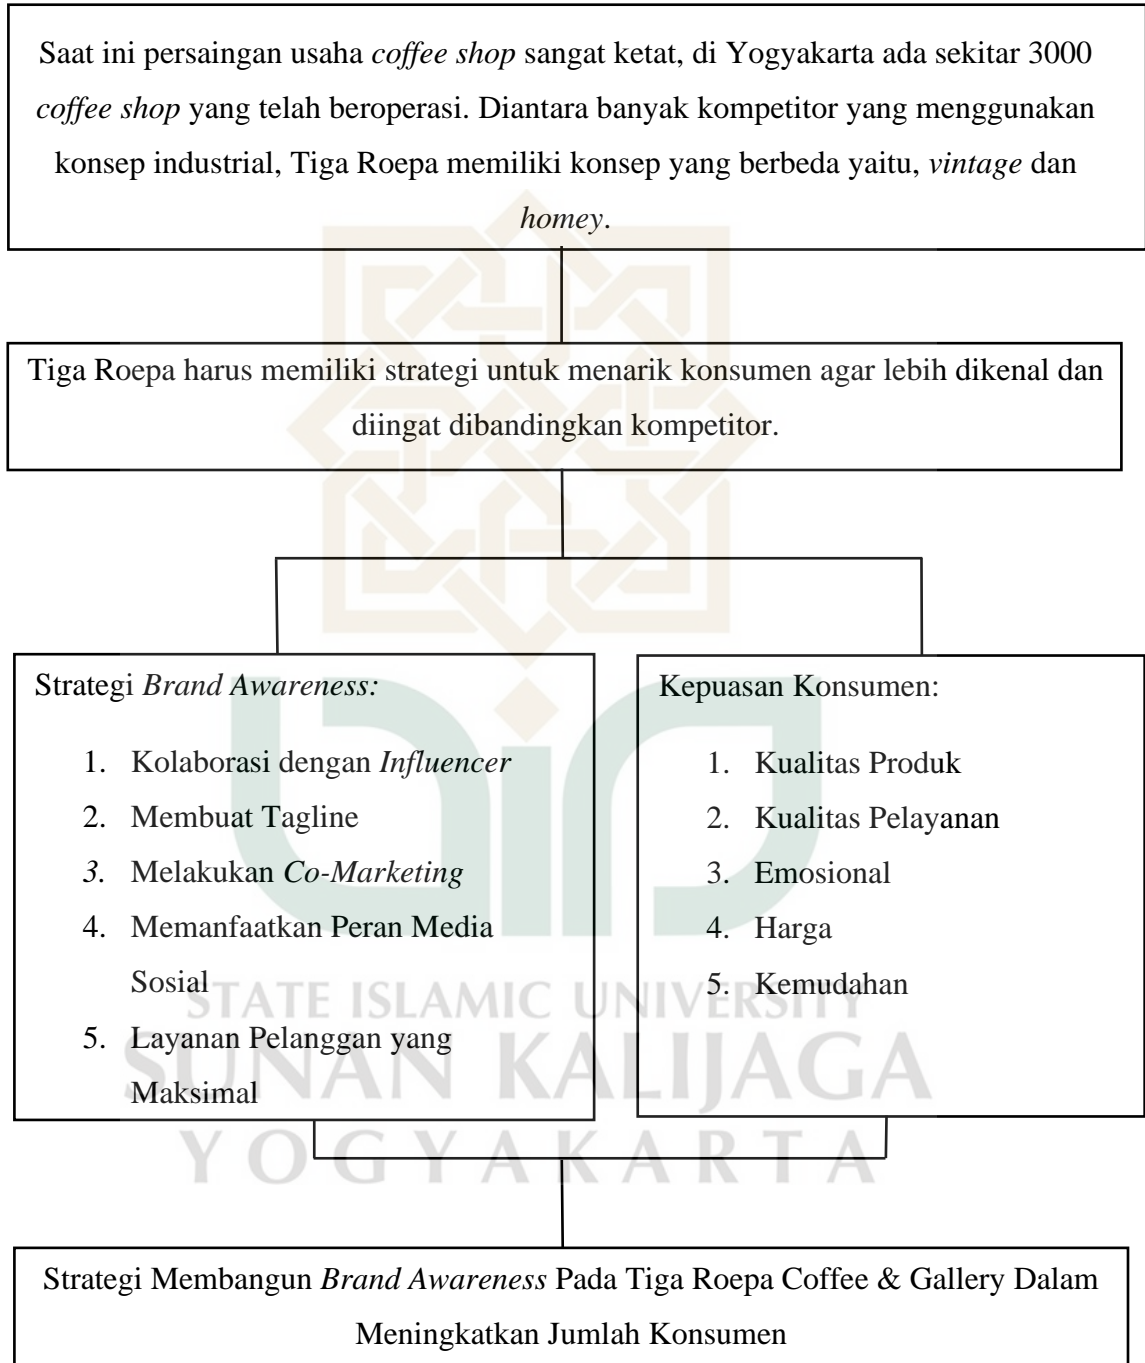 Saat ini persaingan usaha coffee shop sangat ketat, di Yogyakarta ada sekitar 3000
coffee shop yang telah beroperasi. Diantara banyak kompetitor yang menggunakan
konsep industrial, Tiga Roepa memiliki konsep yang berbeda yaitu, vintage dan
homey.
Tiga Roepa harus memiliki strategi untuk menarik konsumen agar lebih dikenal dan
diingat dibandingkan kompetitor.
Strategi Brand Awareness:
1. Kolaborasi dengan Influencer
2. Membuat Tagline
3. Melakukan Co-Marketing
4. Memanfaatkan Peran Media
Sosial
5. Layanan Pelanggan yang
Maksimal
Kepuasan Konsumen:
1. Kualitas Produk
2. Kualitas Pelayanan
3. Emosional
4. Harga
5. Kemudahan
STATE ISLAMIC UNIVERSITY
SUNAN KALIJAGA
YOGYAKARTA
Strategi Membangun Brand Awareness Pada Tiga Roepa Coffee & Gallery Dalam
Meningkatkan Jumlah Konsumen